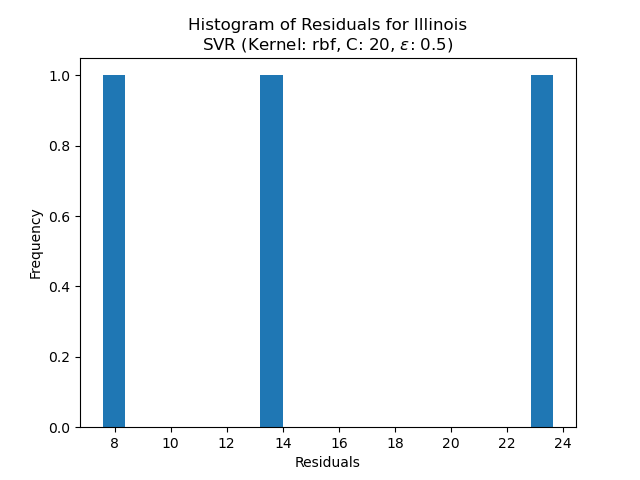 Histogram of Residuals for Illinois
SVR (Kernel: rbf, C: 20, ε: 0.5)
1.0
0.8
0.6
0.4
0.2
0.0
Frequency
8 10 12 14 16 18 20 22 24
Residuals